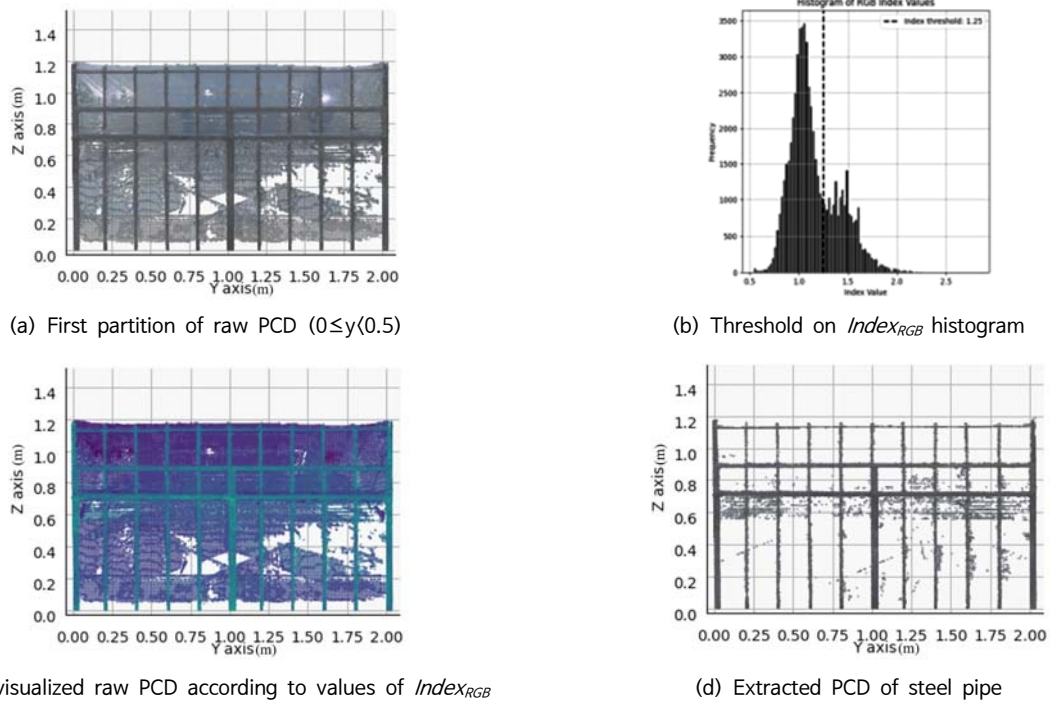 1.4
1.2
1.0
0.8
0.6
0.4
0.2
0.0
Z axis(m)
0.00 0.25 0.50 0.75 1.00 1.25 1.50 1.75 2.00
Y axis(m)
(a) First partition of raw PCD (0≤y⟨0.5)
Histogram of RGB Index Values
Index threshold: 1.25
3500
3000
2500
2000
1500
1000
500
0
Frequency
0.5 1.0 1.5 2.0 2.5
Index Value
(b) Threshold on IndexRGB histogram
1.4
1.2
1.0
0.8
0.6
0.4
0.2
0.0
Z axis(m)
0.00 0.25 0.50 0.75 1.00 1.25 1.50 1.75 2.00
Y axis(m)
visualized raw PCD according to values of IndexRGB
1.4
1.2
1.0
0.8
0.6
0.4
0.2
0.0
Z axis(m)
0.00 0.25 0.50 0.75 1.00 1.25 1.50 1.75 2.00
Y axis(m)
(d) Extracted PCD of steel pipe